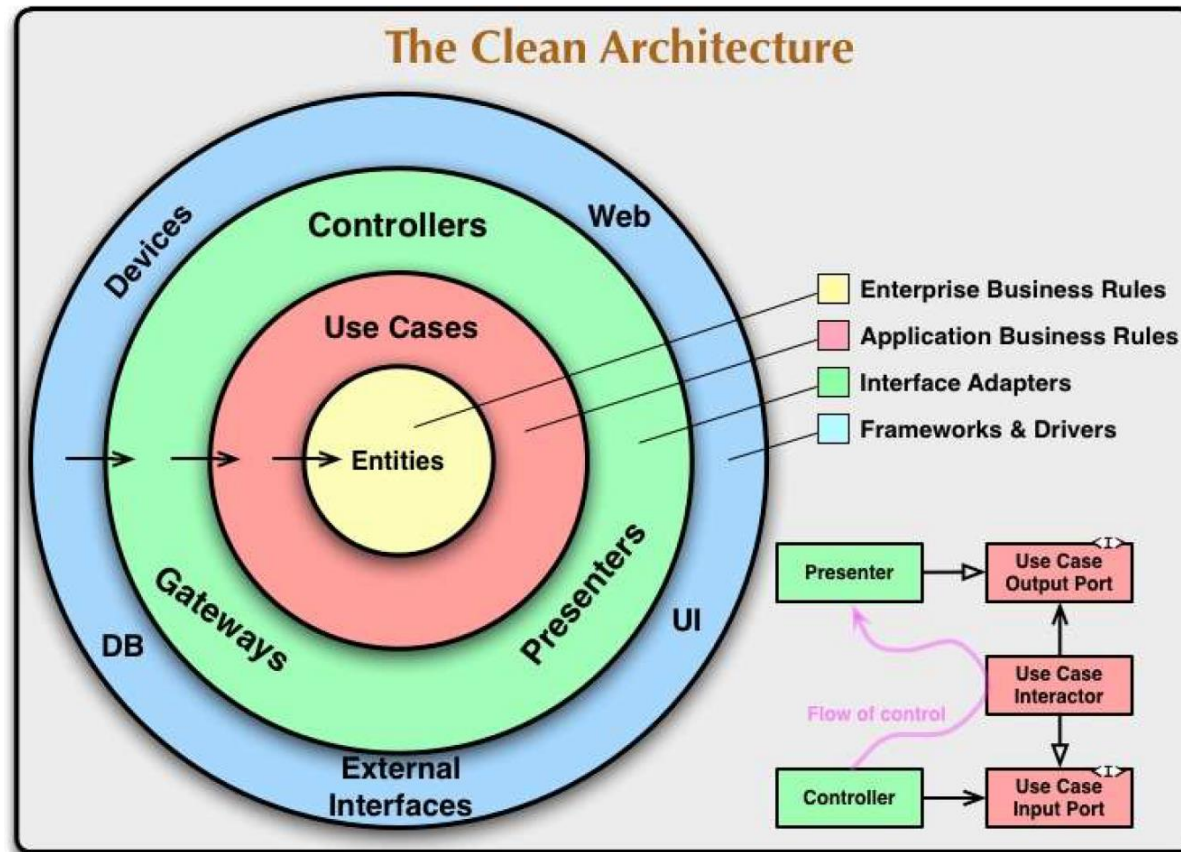 The Clean Architecture
Devices
Controllers
Web
Use Cases
Entities
Gateways
Presenters
DB
UI
External
Interfaces
Enterprise Business Rules
Application Business Rules
Interface Adapters
Frameworks & Drivers
Presenter
<I>
Use Case
Output Port
Use Case
Interactor
Flow of control
Controller
<I>
Use Case
Input Port